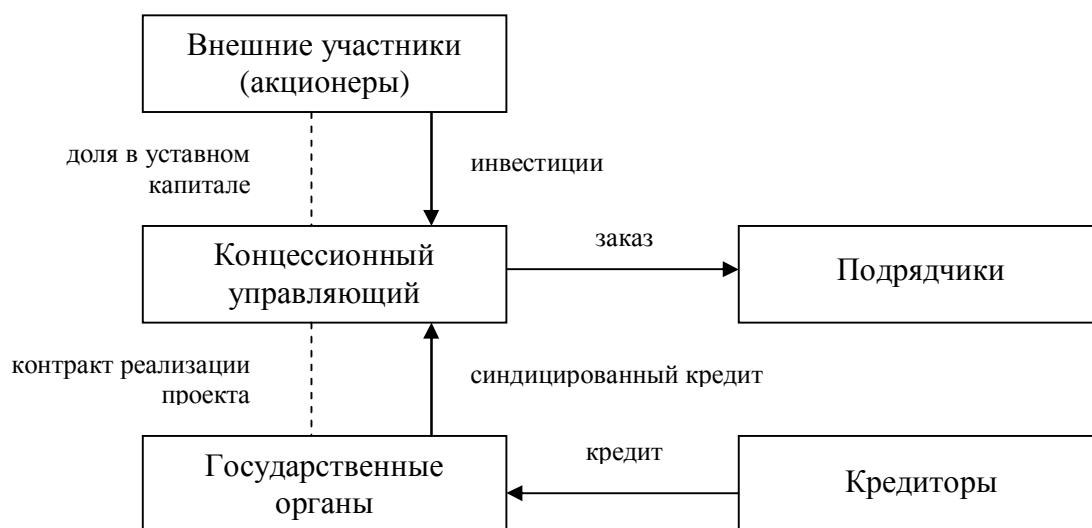 Внешние участники
(акционеры)
доля в уставном
капитале
инвестиции
Концессионный
управляющий
заказ
Подрядчики
контракт реализации
проекта
синдицированный кредит
Государственные
органы
кредит
Кредиторы